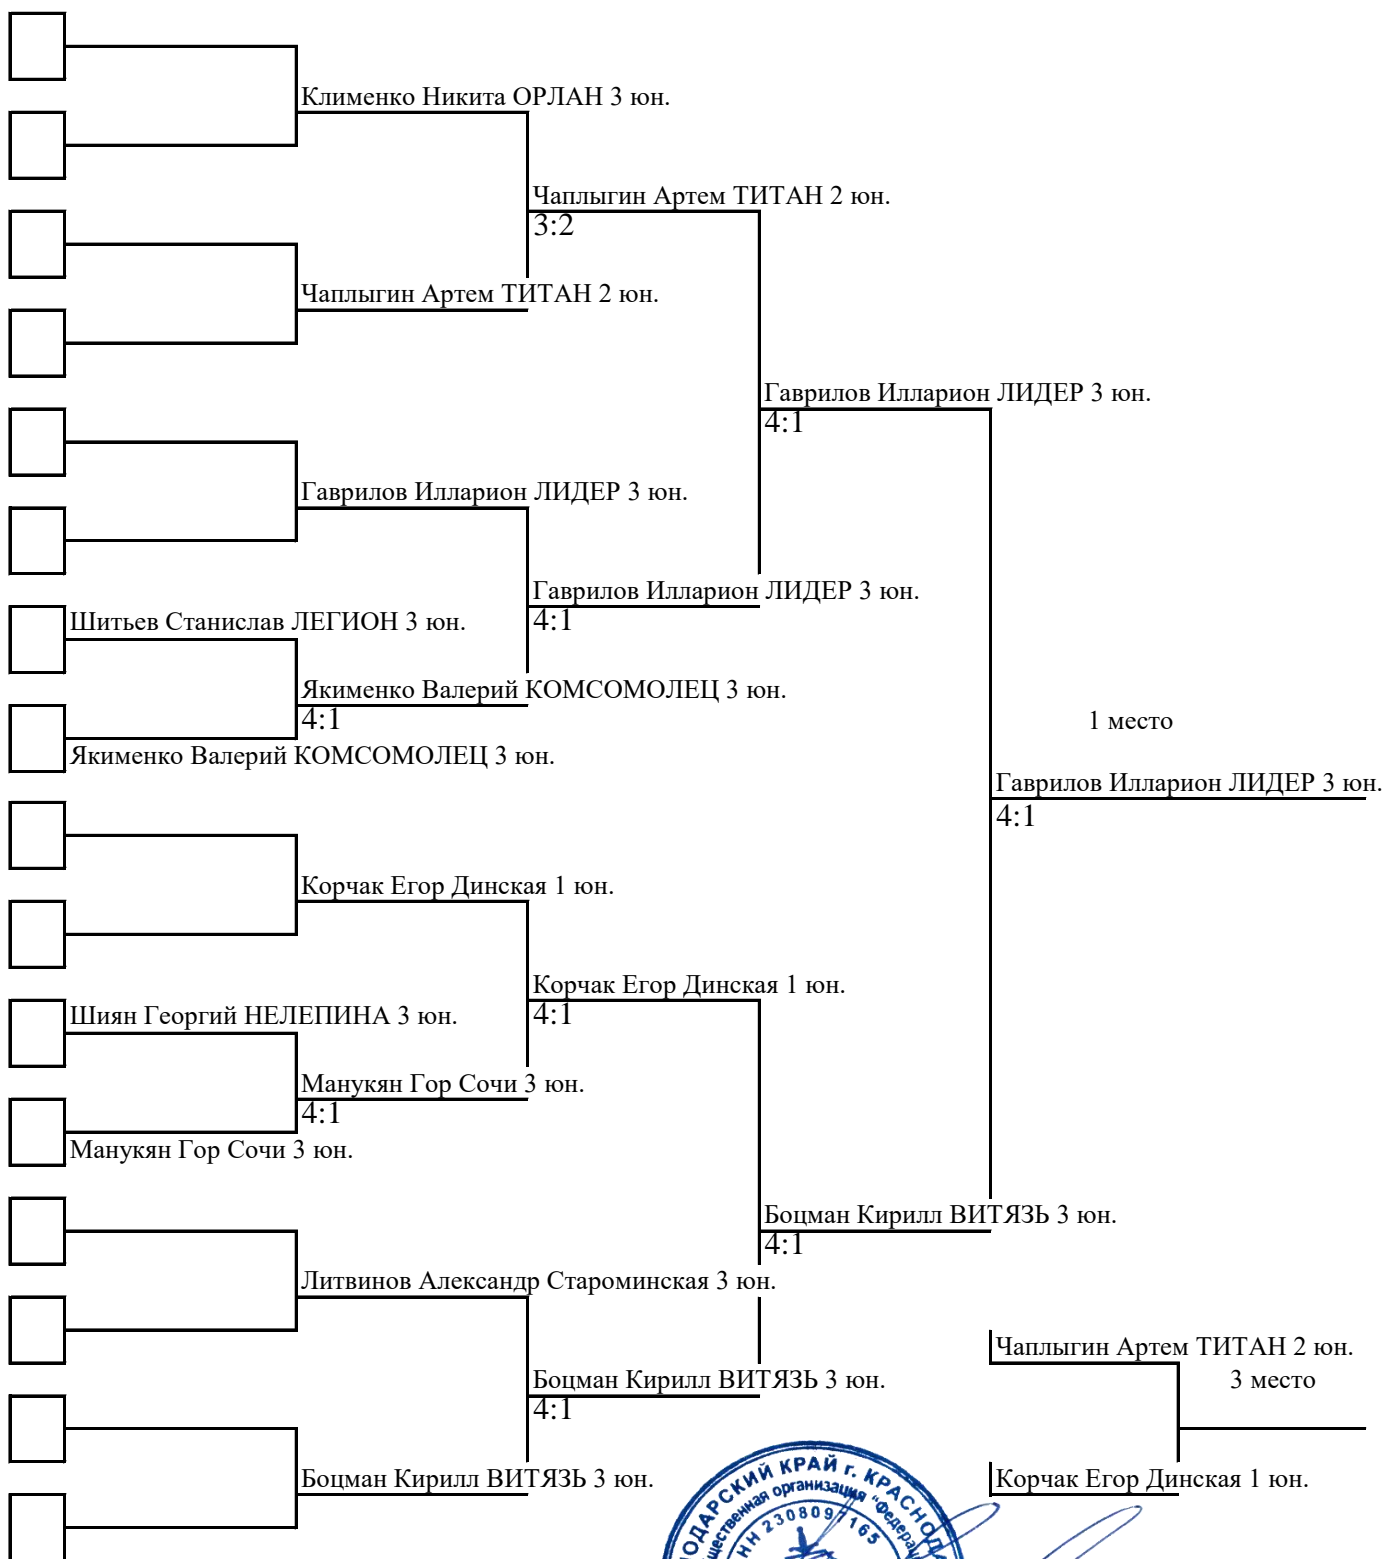 Клименко Никита ОРЛАН 3 юн.
Чаплыгин Артем ТИТАН 2 юн.
3:2
Чаплыгин Артем ТИТАН 2 юн.
Гаврилов Илларион ЛИДЕР 3 юн.
4:1
Гаврилов Илларион ЛИДЕР 3 юн.
Гаврилов Илларион ЛИДЕР 3 юн.
4:1
Шитьев Станислав ЛЕГИОН 3 юн.
Якименко Валерий КОМСОМОЛЕЦ 3 юн.
4:1
Якименко Валерий КОМСОМОЛЕЦ 3 юн.
1 место
Гаврилов Илларион ЛИДЕР 3 юн.
4:1
Корчак Егор Динская 1 юн.
Корчак Егор Динская 1 юн.
4:1
Шиян Георгий НЕЛЕПИНА 3 юн.
Манукян Гор Сочи 3 юн.
4:1
Манукян Гор Сочи 3 юн.
Боцман Кирилл ВИТЯЗЬ 3 юн.
4:1
Литвинов Александр Староминская 3 юн.
Чаплыгин Артем ТИТАН 2 юн.
3 место
Боцман Кирилл ВИТЯЗЬ 3 юн.
4:1
Боцман Кирилл ВИТЯЗЬ 3 юн.
Корчак Егор Динская 1 юн.
КРАЙ г.
организация
2308097165